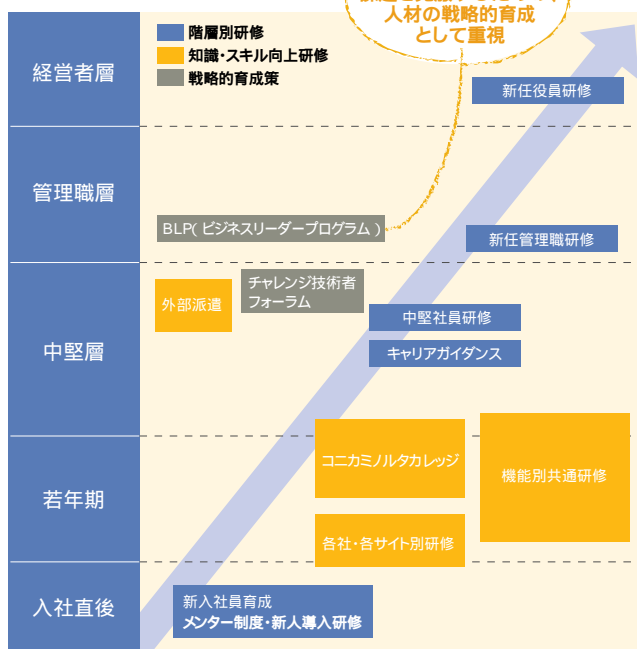 人材の戦略的育成
として重視
階層別研修
知識・スキル向上研修
戦略的育成策
経営者層
新任役員研修
管理職層
BLP(ビジネスリーダープログラム)
新任管理職研修
中堅層
外部派遣
チャレンジ技術者
フォーラム
中堅社員研修
キャリアガイダンス
若年期
コニカミノルタカレッジ
機能別共通研修
各社・各サイト別研修
入社直後
新入社員育成
メンター制度・新人導入研修